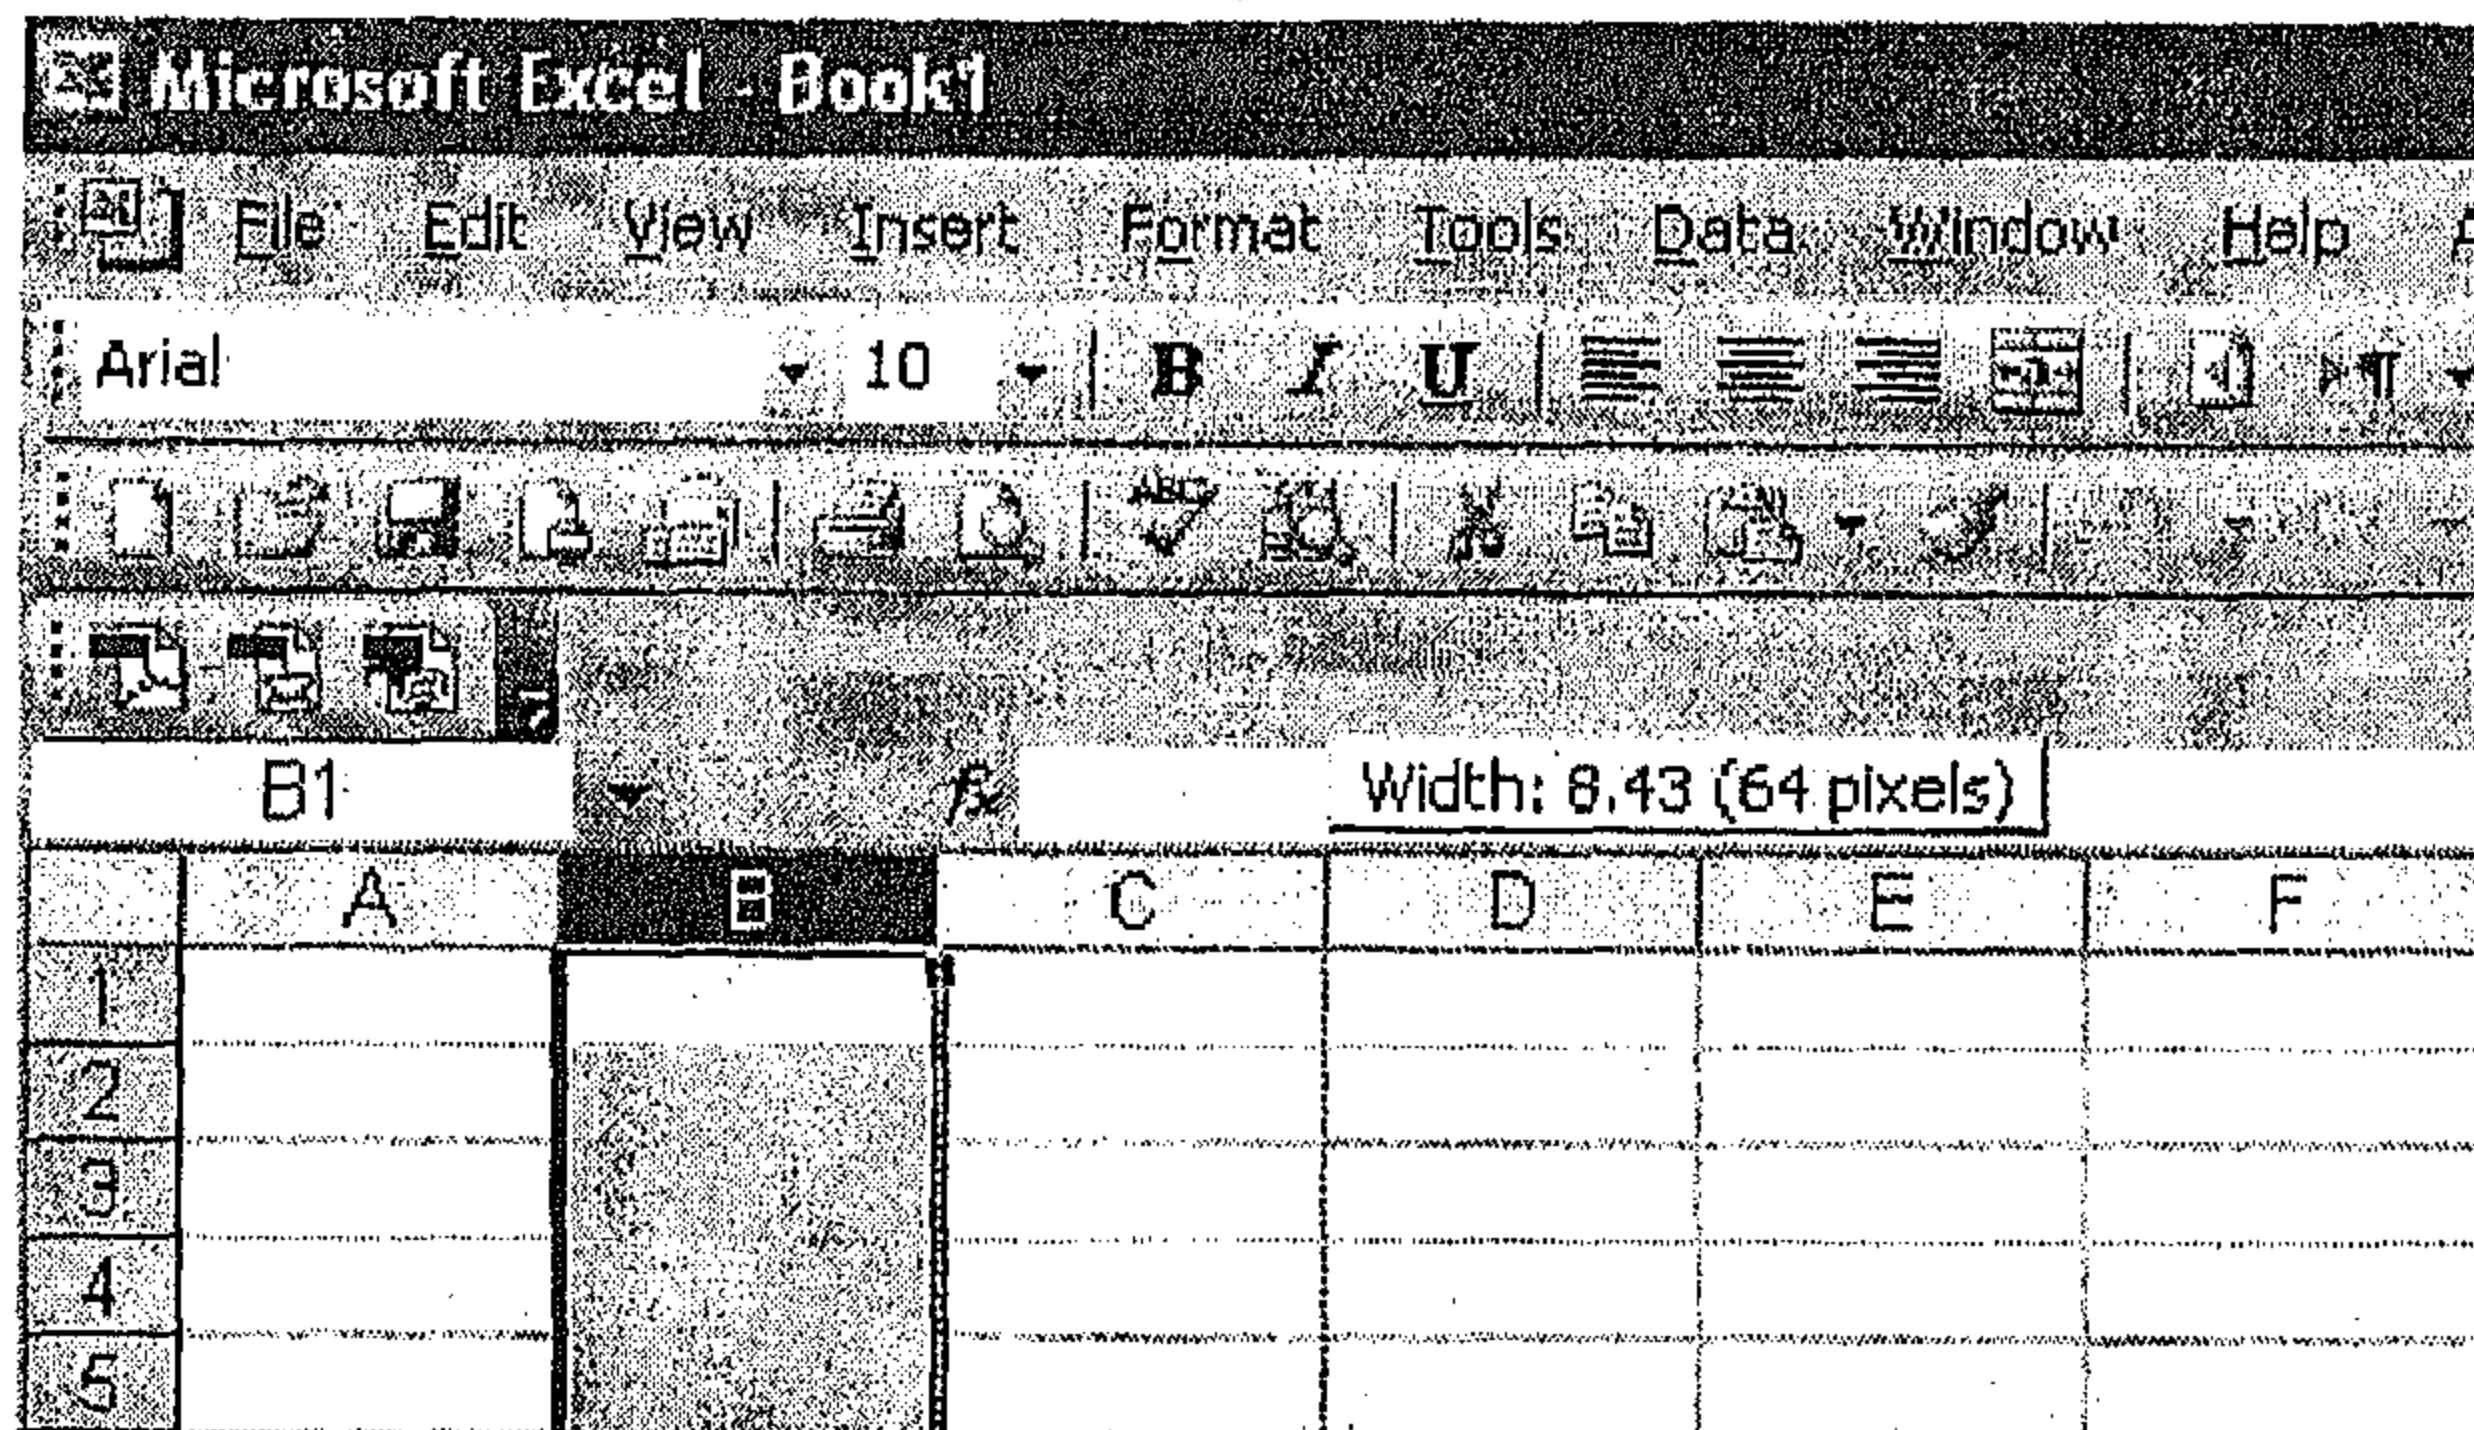 Microsoft Excel - Book1
File Edit View Insert Format Tools Data Window Help
Arial 10 B I U
ABC
B1 fx Width: 8.43 (64 pixels)
A B C D E F
1
2
3
4
5